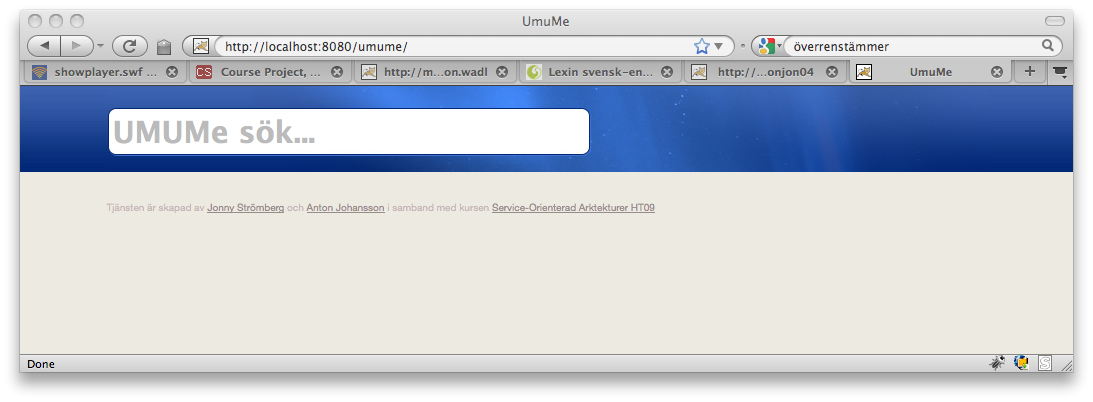 UmuMe
http://localhost:8080/umume/
överrenstämmer
showplayer.swf ...
CS Course Project, ...
http://m...on.wadl
Lexin svensk-en...
http://...onjon04
UmuMe
UMUMe sök...
Tjänsten är skapad av Jonny Strömberg och Anton Johansson i samband med kursen Service-Orienterad Arktekturer HT09
Done
S